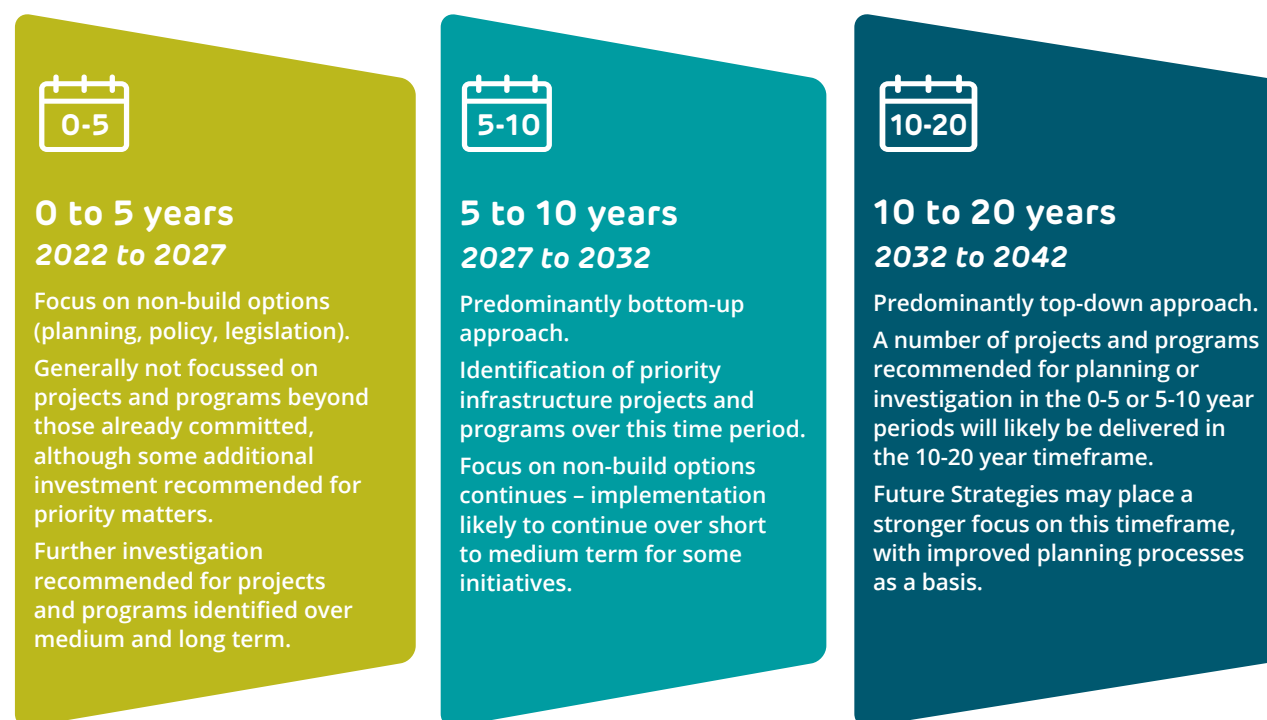 0-5
0 to 5 years
2022 to 2027
Focus on non-build options
(planning, policy, legislation).
Generally not focussed on
projects and programs beyond
those already committed,
although some additional
investment recommended for
priority matters.
Further investigation
recommended for projects
and programs identified over
medium and long term.
5-10
5 to 10 years
2027 to 2032
Predominantly bottom-up
approach.
Identification of priority
infrastructure projects and
programs over this time period.
Focus on non-build options
continues – implementation
likely to continue over short
to medium term for some
initiatives.
10-20
10 to 20 years
2032 to 2042
Predominantly top-down approach.
A number of projects and programs
recommended for planning or
investigation in the 0-5 or 5-10 year
periods will likely be delivered in
the 10-20 year timeframe.
Future Strategies may place a
stronger focus on this timeframe,
with improved planning processes
as a basis.